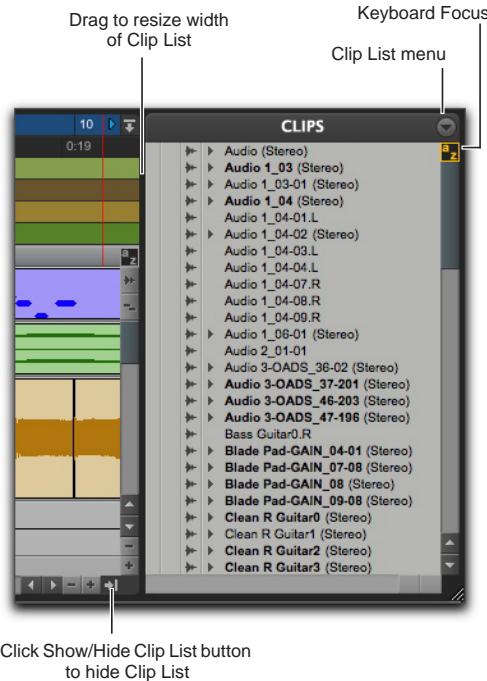 Drag to resize width
of Clip List
Keyboard Focus
Clip List menu
10
0:19
CLIPS
a
z
a
z
Audio (Stereo)
Audio 1_03 (Stereo)
Audio 1_03-01 (Stereo)
Audio 1_04 (Stereo)
Audio 1_04-01.L
Audio 1_04-02 (Stereo)
Audio 1_04-03.L
Audio 1_04-04.L
Audio 1_04-07.R
Audio 1_04-08.R
Audio 1_04-09.R
Audio 1_06-01 (Stereo)
Audio 2_01-01
Audio 3-OADS_36-02 (Stereo)
Audio 3-OADS_37-201 (Stereo)
Audio 3-OADS_46-203 (Stereo)
Audio 3-OADS_47-196 (Stereo)
Bass Guitar0.R
Blade Pad-GAIN_04-01 (Stereo)
Blade Pad-GAIN_07-08 (Stereo)
Blade Pad-GAIN_08 (Stereo)
Blade Pad-GAIN_09-08 (Stereo)
Clean R Guitar0 (Stereo)
Clean R Guitar1 (Stereo)
Clean R Guitar2 (Stereo)
Clean R Guitar3 (Stereo)
Click Show/Hide Clip List button
to hide Clip List